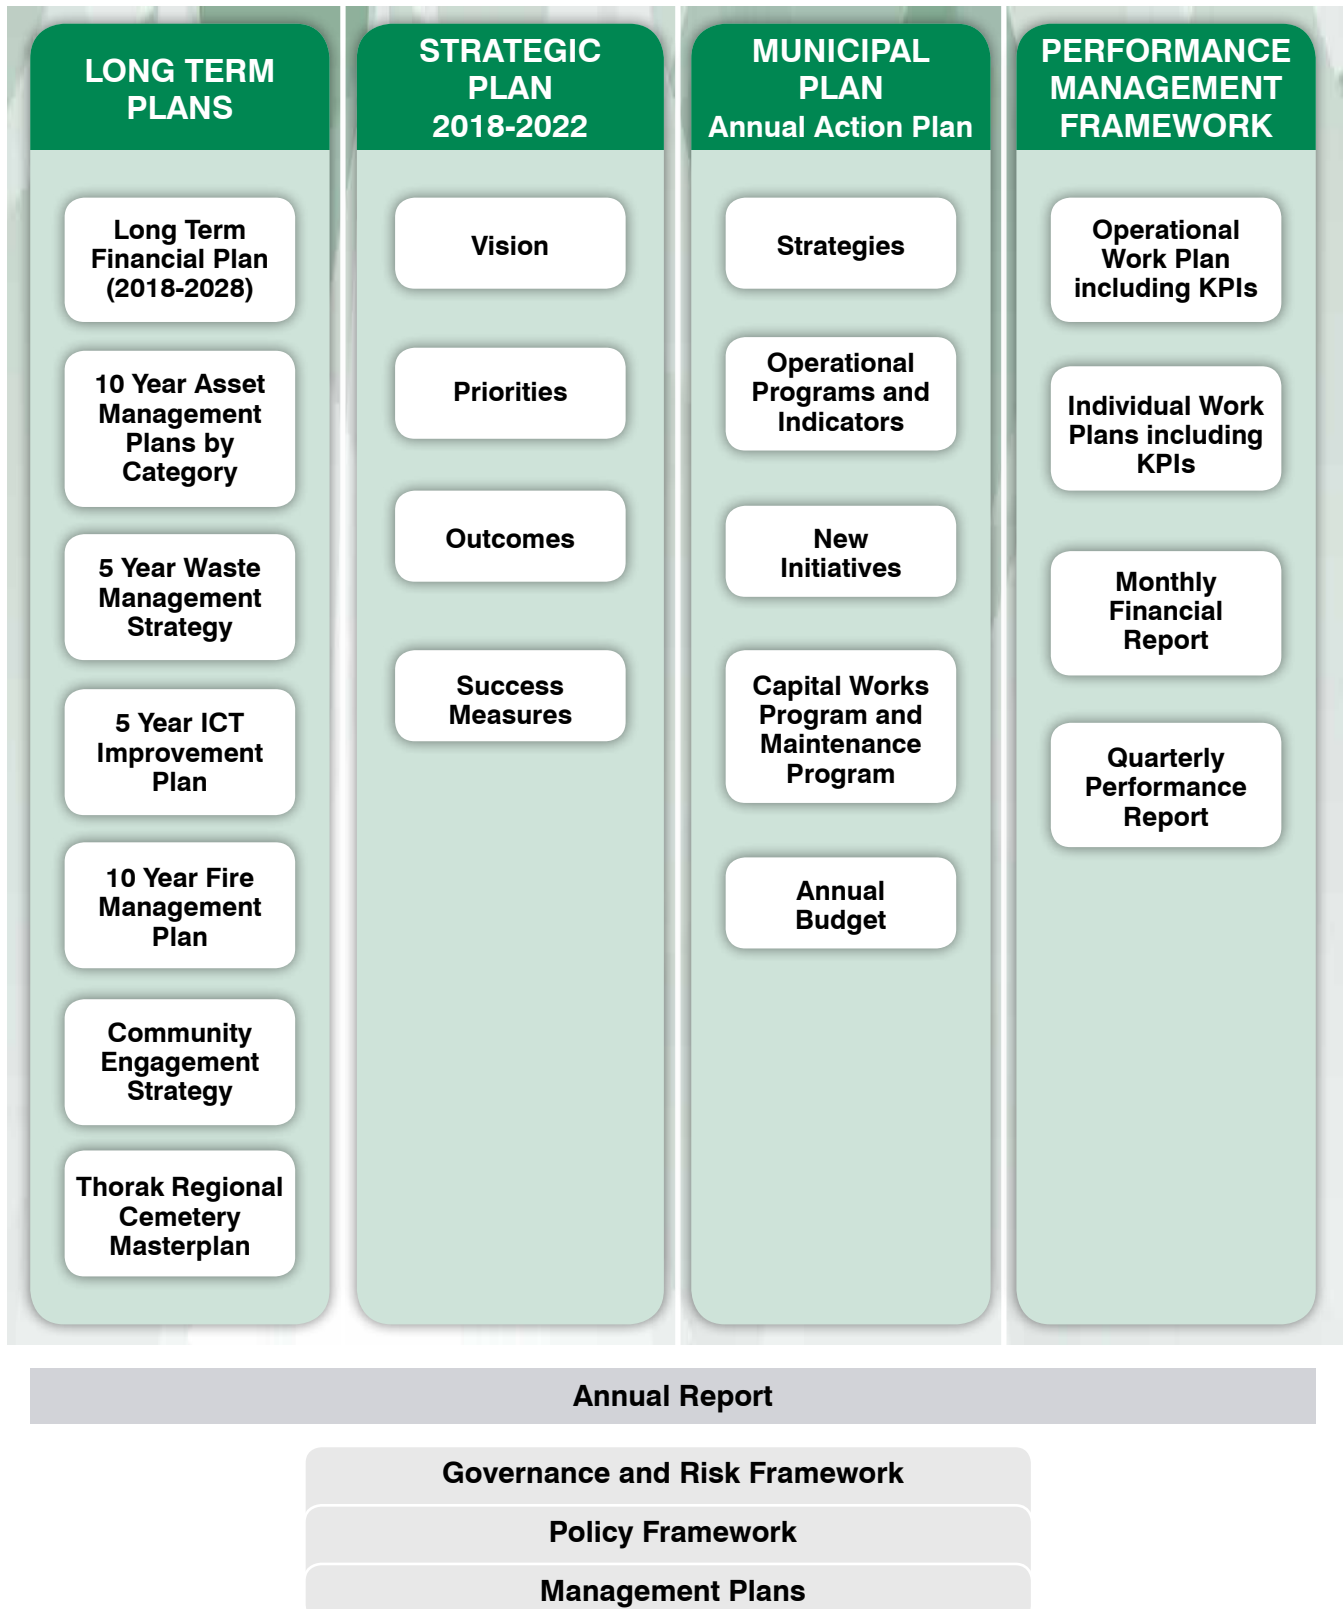 LONG TERM
PLANS
Long Term
Financial Plan
(2018-2028)
10 Year Asset
Management
Plans by
Category
5 Year Waste
Management
Strategy
5 Year ICT
Improvement
Plan
10 Year Fire
Management
Plan
Community
Engagement
Strategy
Thorak Regional
Cemetery
Masterplan
STRATEGIC
PLAN
2018-2022
Vision
Priorities
Outcomes
Success
Measures
MUNICIPAL
PLAN
Annual Action Plan
Strategies
Operational
Programs and
Indicators
New
Initiatives
Capital Works
Program and
Maintenance
Program
Annual
Budget
PERFORMANCE
MANAGEMENT
FRAMEWORK
Operational
Work Plan
including KPIs
Individual Work
Plans including
KPIs
Monthly
Financial
Report
Quarterly
Performance
Report
Annual Report
Governance and Risk Framework
Policy Framework
Management Plans